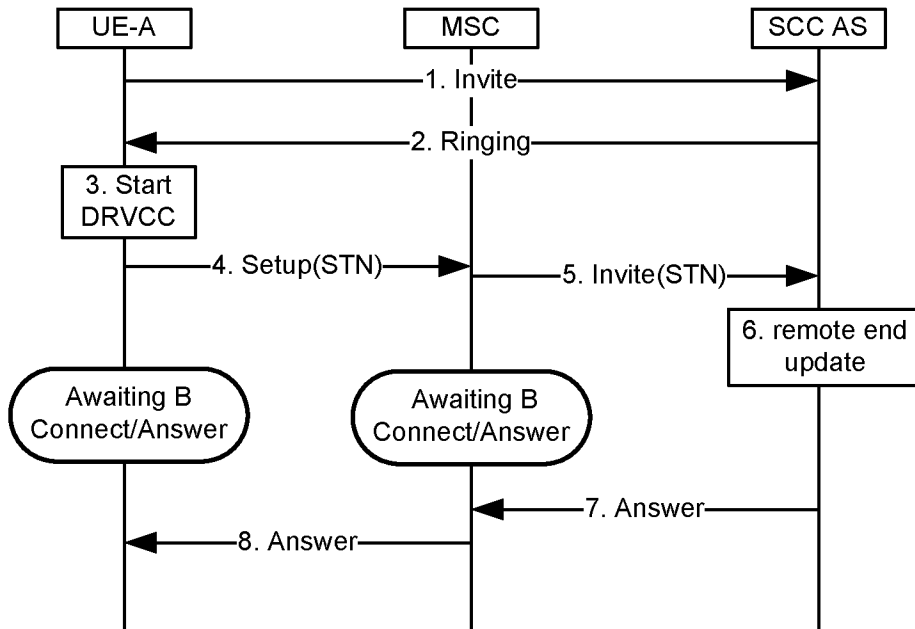 UE-A
MSC
SCC AS
1. Invite
2. Ringing
3. Start
DRVCC
4. Setup(STN)
5. Invite(STN)
6. remote end
update
Awaiting B
Connect/Answer
Awaiting B
Connect/Answer
7. Answer
8. Answer